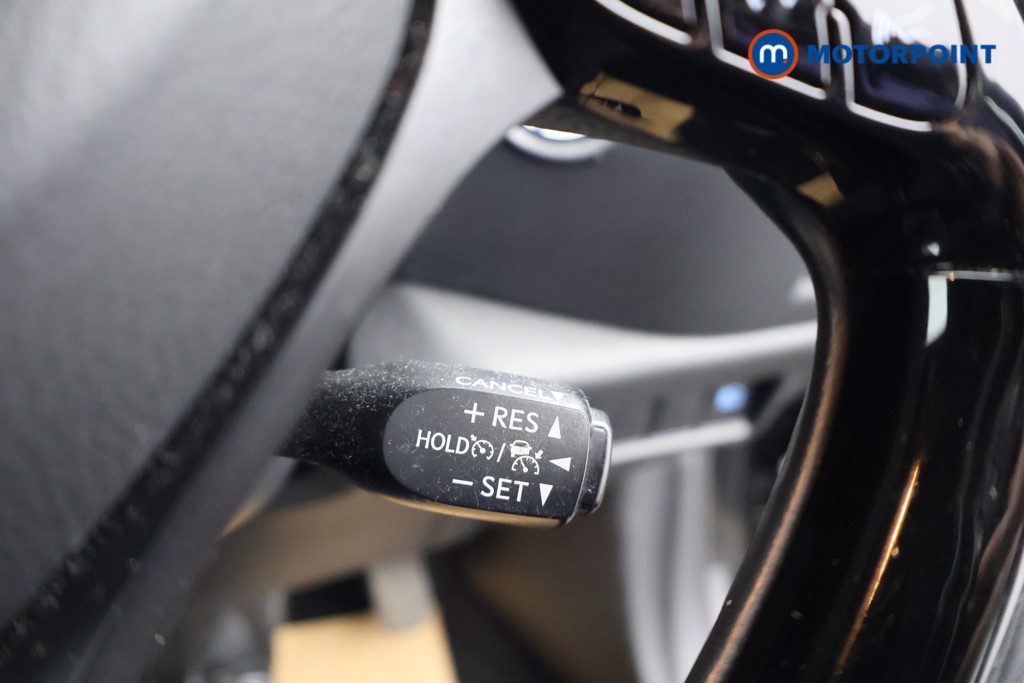 m MOTORPOINT
CANCEL
+ RES
HOLD /
− SET